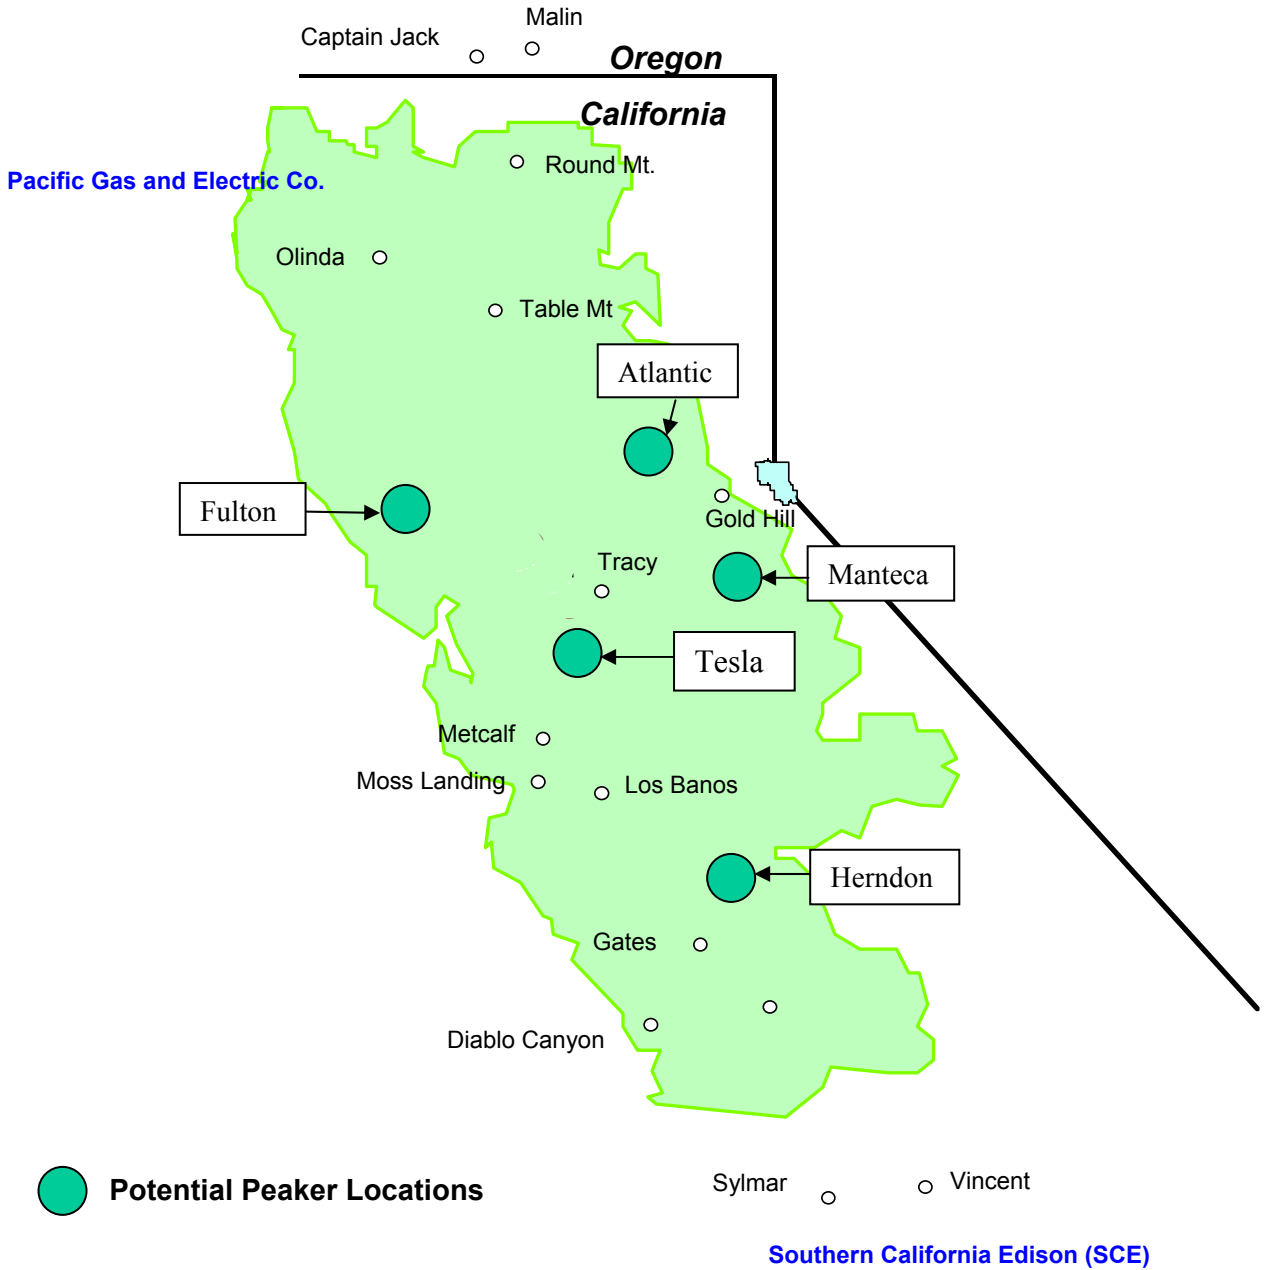 Malin
Captain Jack
Oregon
California
Round Mt.
Pacific Gas and Electric Co.
Olinda
Table Mt
Atlantic
Fulton
Gold Hill
Tracy
Manteca
Tesla
Metcalf
Moss Landing
Los Banos
Herndon
Gates
Diablo Canyon
Potential Peaker Locations
Sylmar
Vincent
Southern California Edison (SCE)